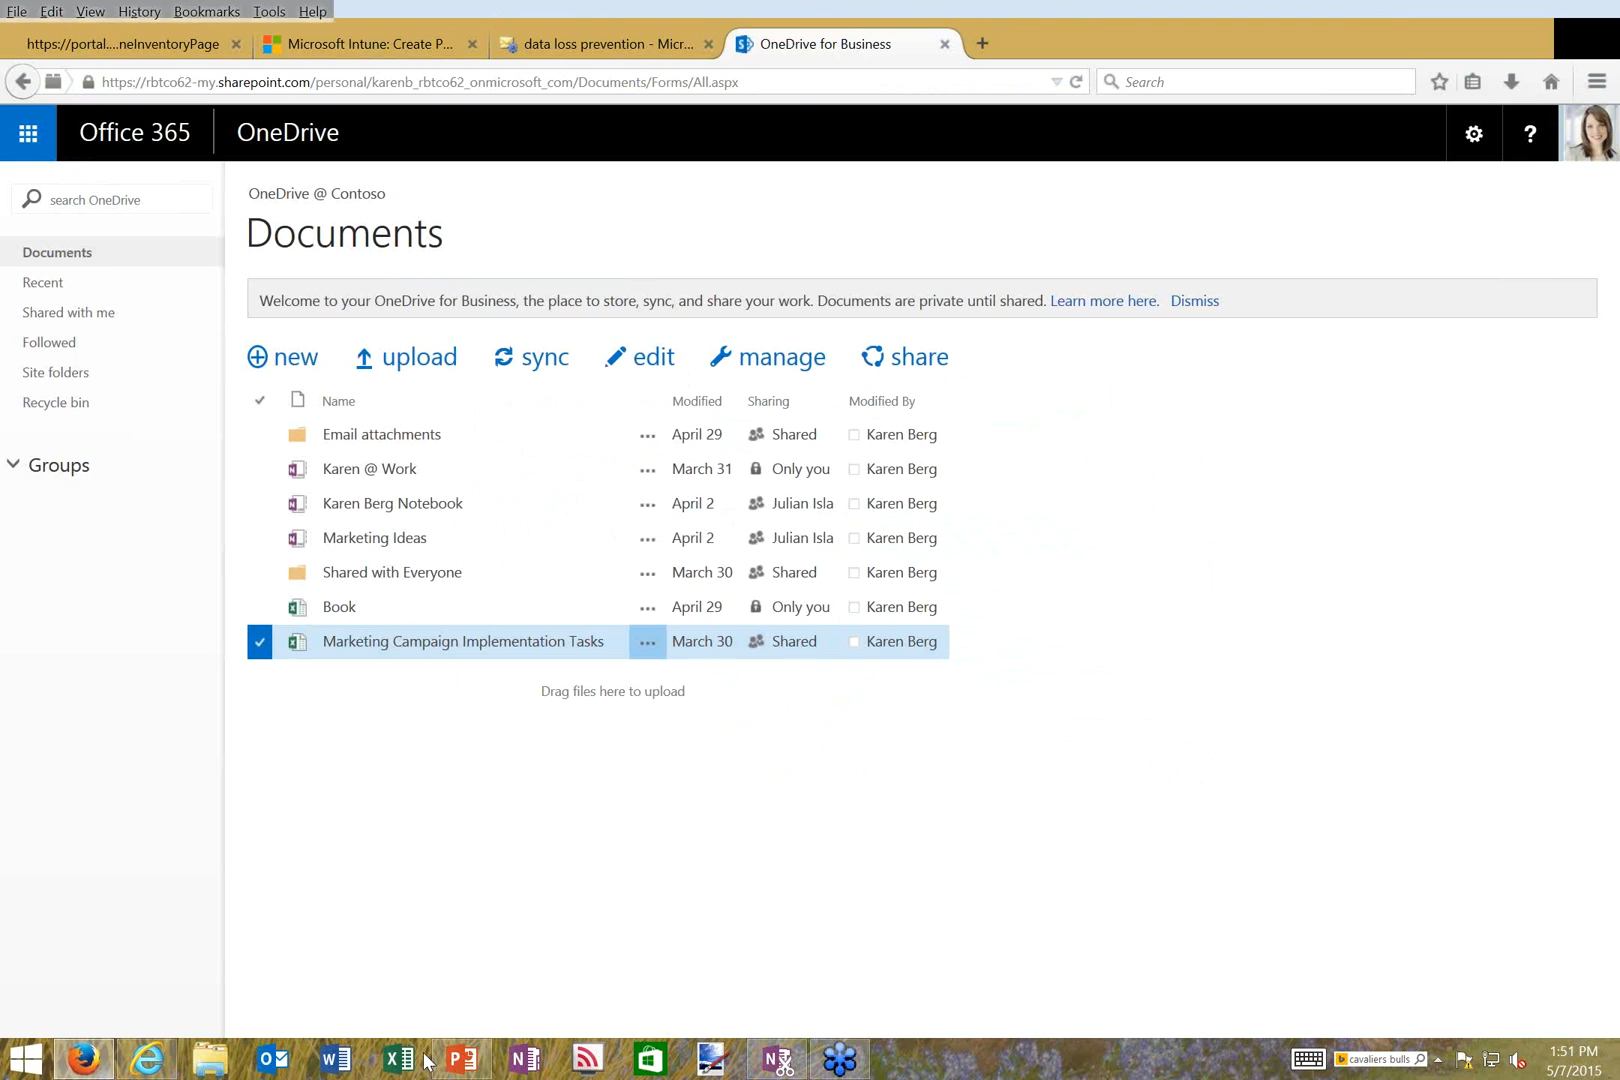 File Edit View History Bookmarks Tools Help
https://portal....neInventoryPage
Microsoft Intune: Create P...
data loss prevention - Micr...
OneDrive for Business
https://rbtco62-my.sharepoint.com/personal/karenb_rbtco62_onmicrosoft_com/Documents/Forms/All.aspx
Search
Office 365
OneDrive
?
search OneDrive
Documents
Recent
Shared with me
Followed
Site folders
Recycle bin
Groups
OneDrive @ Contoso
Documents
Welcome to your OneDrive for Business, the place to store, sync, and share your work. Documents are private until shared. Learn more here. Dismiss
new upload sync edit manage share
Name Modified Sharing Modified By
Email attachments ... April 29 Shared Karen Berg
Karen @ Work ... March 31 Only you Karen Berg
Karen Berg Notebook ... April 2 Julian Isla Karen Berg
Marketing Ideas ... April 2 Julian Isla Karen Berg
Shared with Everyone ... March 30 Shared Karen Berg
Book ... April 29 Only you Karen Berg
Marketing Campaign Implementation Tasks ... March 30 Shared Karen Berg
Drag files here to upload
cavaliers bulls
1:51 PM
5/7/2015